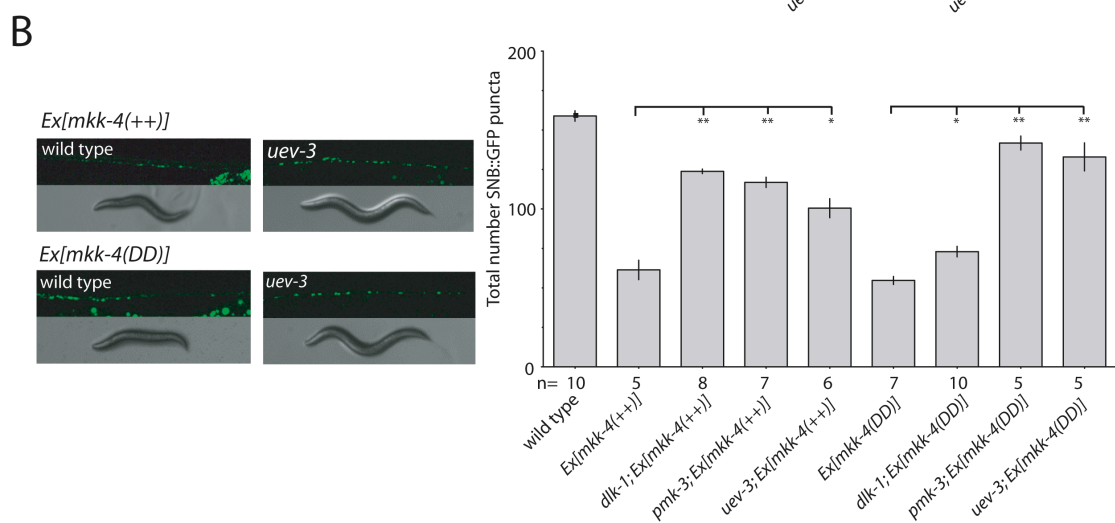 B
ue
ue
Ex[mkk-4(++)]
wild type
uev-3
Ex[mkk-4(DD)]
wild type
uev-3
Total number SNB::GFP puncta
200
100
0
** ** * * ** **
n= 10 5 8 7 6 7 10 5 5
wild type
Ex[mkk-4(++)]
dlk-1; Ex[mkk-4(++)]
pmk-3; Ex[mkk-4(++)]
uev-3; Ex[mkk-4(++)]
Ex[mkk-4(DD)]
dlk-1; Ex[mkk-4(DD)]
pmk-3; Ex[mkk-4(DD)]
uev-3; Ex[mkk-4(DD)]